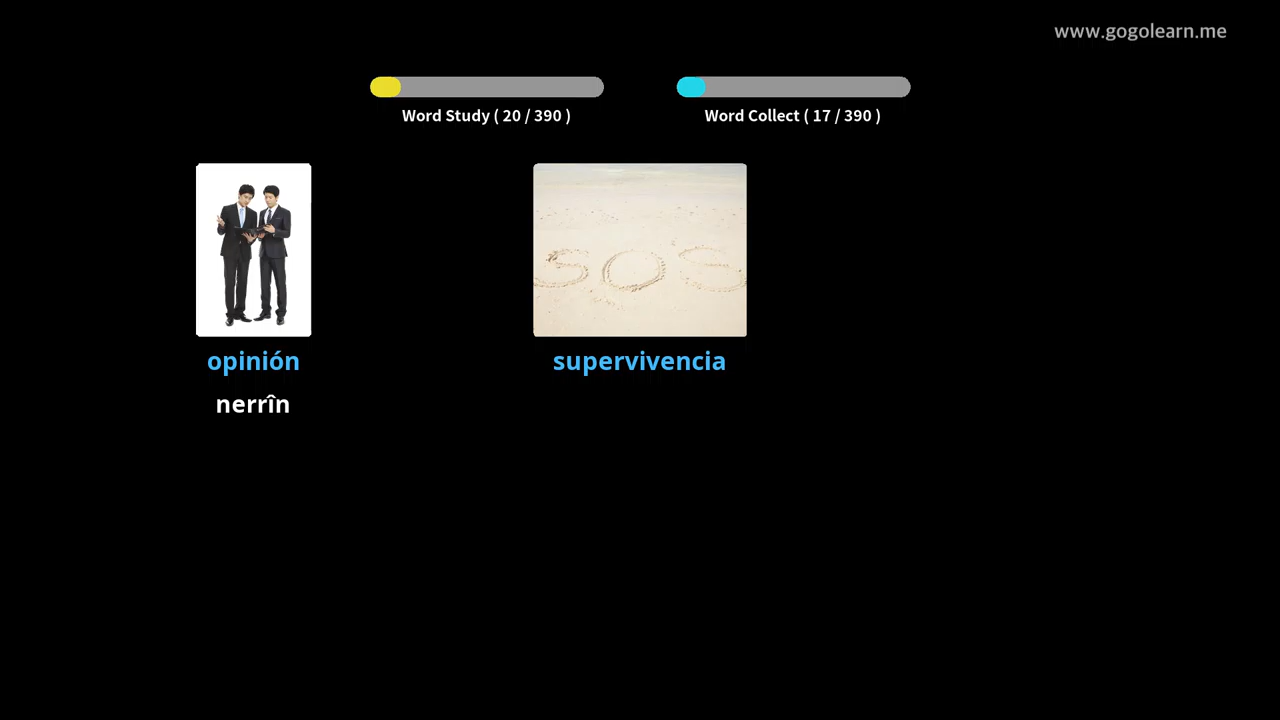 www.gogolearn.me
Word Study ( 20 / 390 )
Word Collect ( 17 / 390 )
SOS
opinión
supervivencia
nerrîn